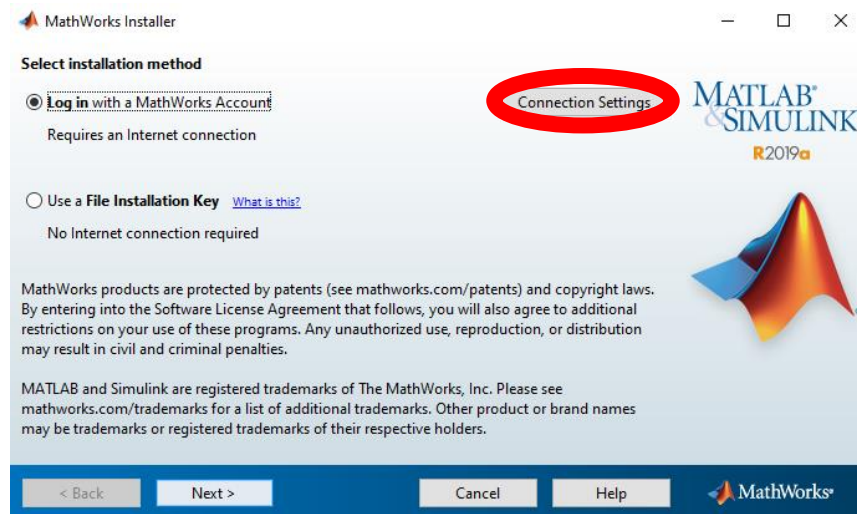 MathWorks Installer
Select installation method
Log in with a MathWorks Account
Connection Settings
Requires an Internet connection
MATLAB®
&SIMULINK
R2019a
Use a File Installation Key What is this?
No Internet connection required
MathWorks products are protected by patents (see mathworks.com/patents) and copyright laws.
By entering into the Software License Agreement that follows, you will also agree to additional
restrictions on your use of these programs. Any unauthorized use, reproduction, or distribution
may result in civil and criminal penalties.
MATLAB and Simulink are registered trademarks of The MathWorks, Inc. Please see
mathworks.com/trademarks for a list of additional trademarks. Other product or brand names
may be trademarks or registered trademarks of their respective holders.
< Back Next > Cancel Help MathWorks®